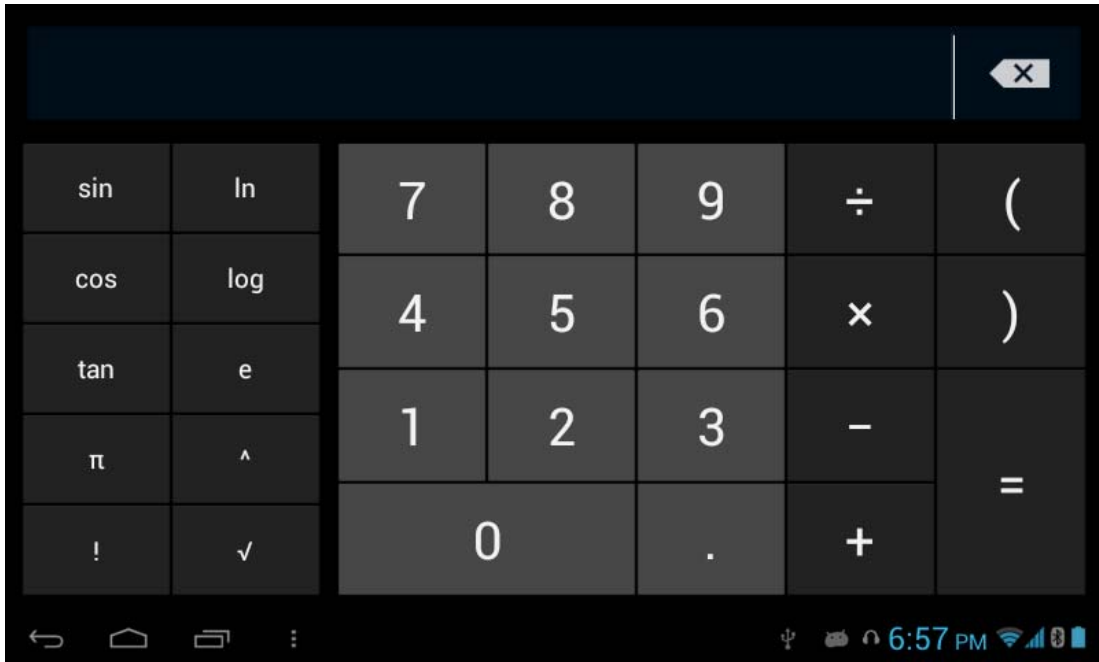 sin ln 7 8 9 ÷ (
cos log 4 5 6 × )
tan e 1 2 3 − =
π ^ 0 . +
! √
6:57 PM